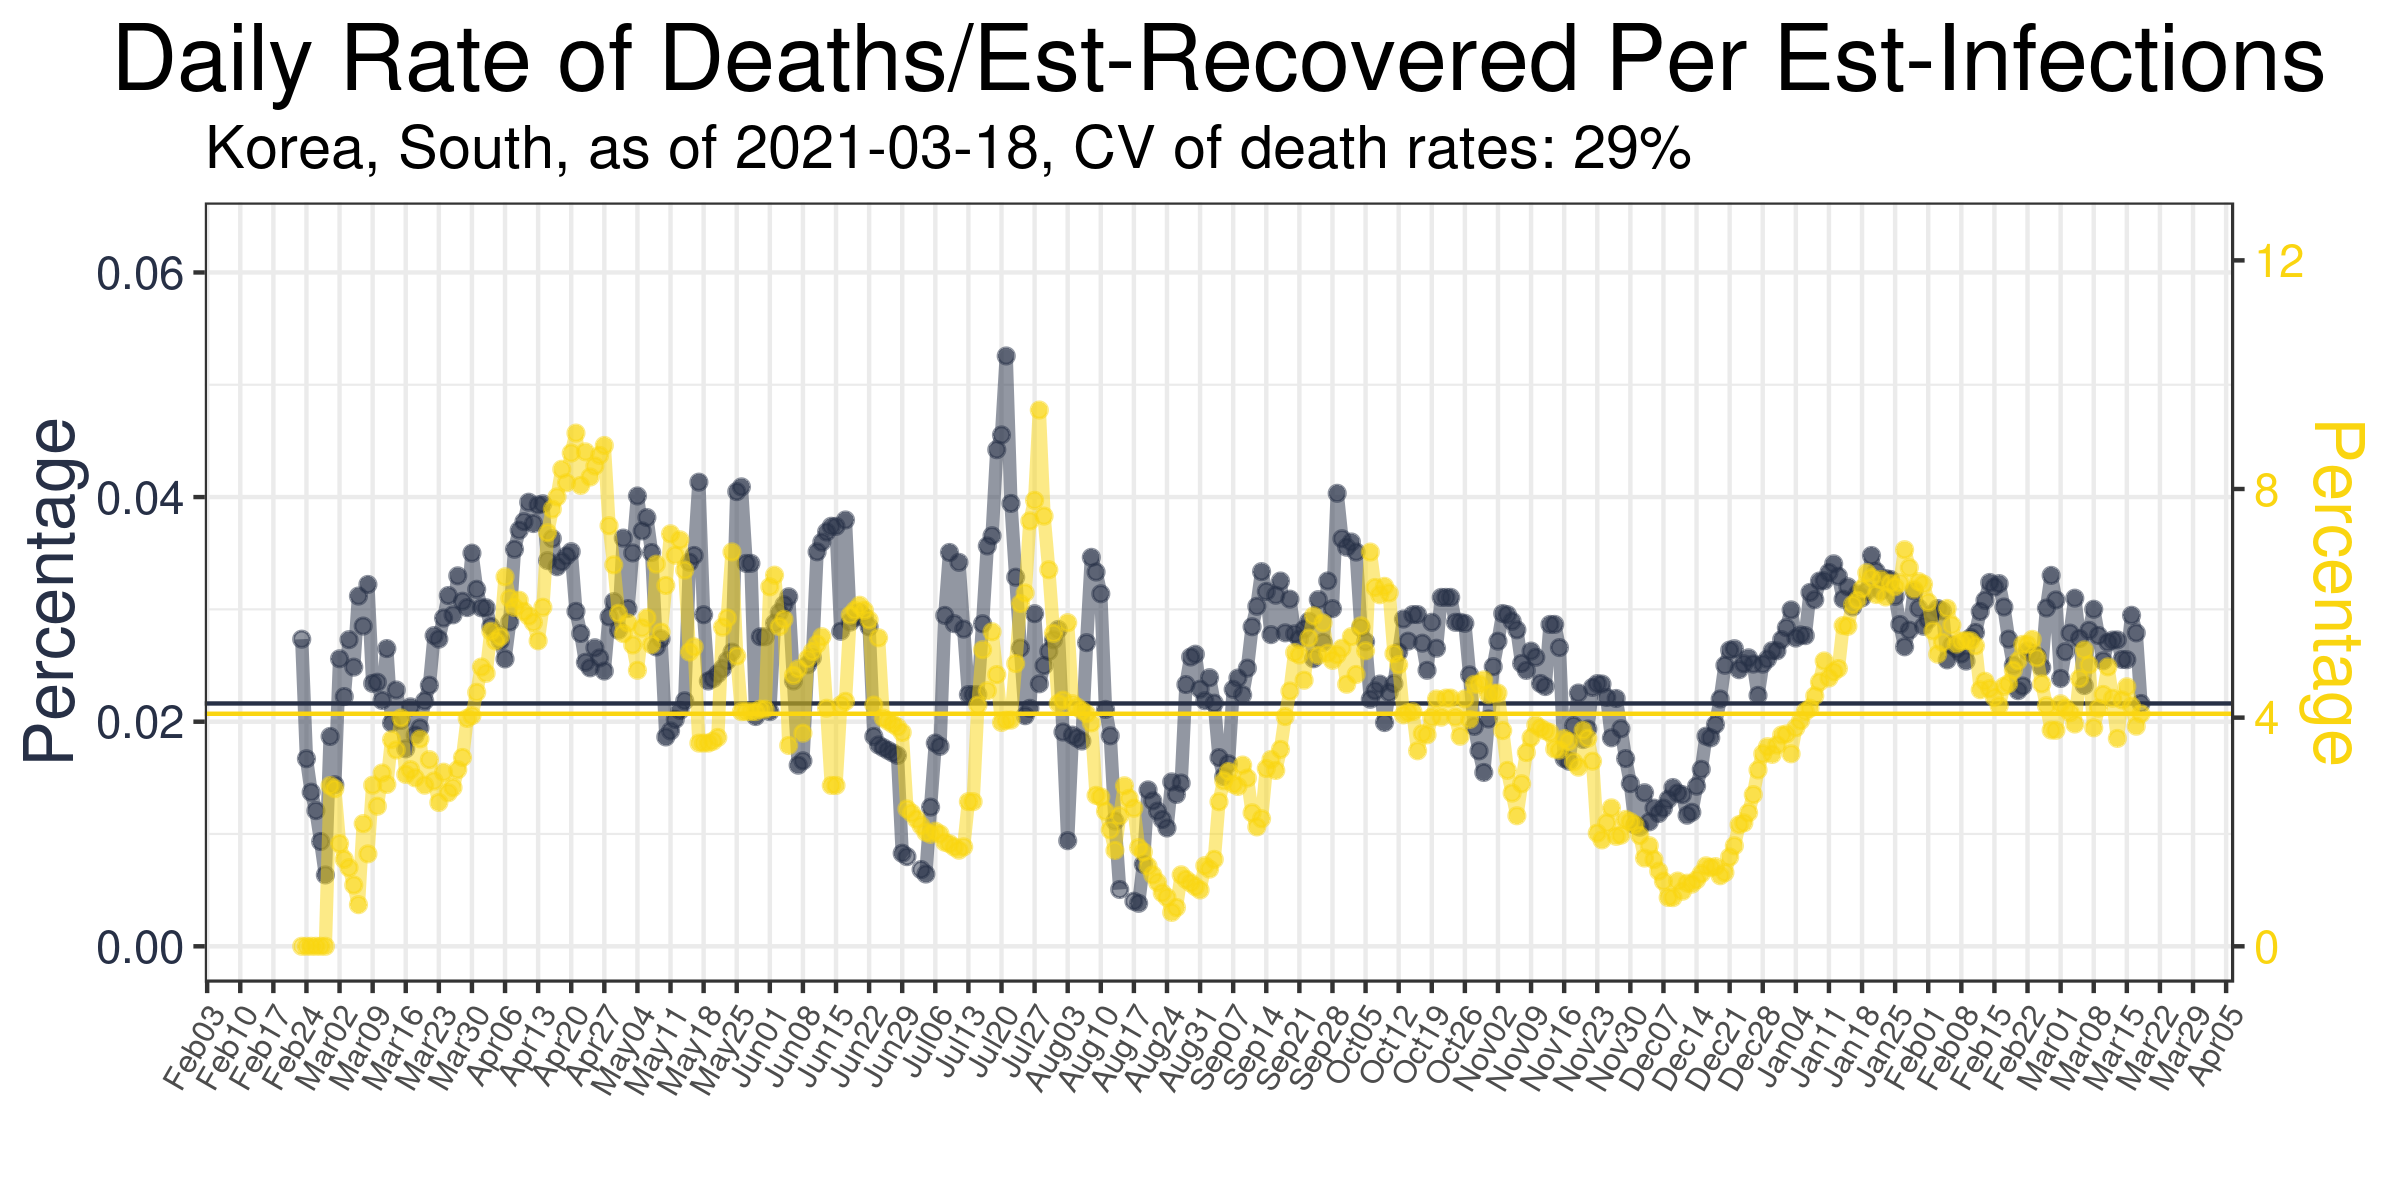 Daily Rate of Deaths/Est-Recovered Per Est-Infections
Korea, South, as of 2021-03-18, CV of death rates: 29%
Percentage
0.06
0.04
0.02
0.00
12
8
4
0
Percentage
Feb03
Feb10
Feb17
Feb24
Mar02
Mar09
Mar16
Mar23
Mar30
Apr06
Apr13
Apr20
Apr27
May04
May11
May18
May25
Jun01
Jun08
Jun15
Jun22
Jun29
Jul06
Jul13
Jul20
Jul27
Aug03
Aug10
Aug17
Aug24
Aug31
Sep07
Sep14
Sep21
Sep28
Oct05
Oct12
Oct19
Oct26
Nov02
Nov09
Nov16
Nov23
Nov30
Dec07
Dec14
Dec21
Dec28
Jan04
Jan11
Jan18
Jan25
Feb01
Feb08
Feb15
Feb22
Mar01
Mar08
Mar15
Mar22
Mar29
Apr05